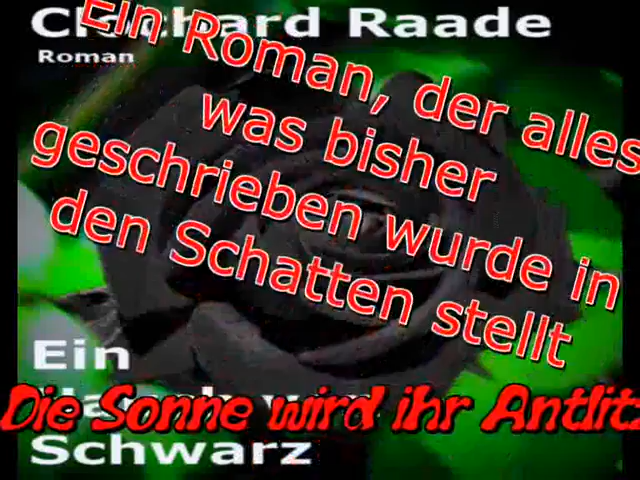 Raade
Roman
Ein Roman, der alles
was bisher
geschrieben wurde in
den Schatten stellt
Ein
Die Sonne wird ihr Antlitz
Schwarz